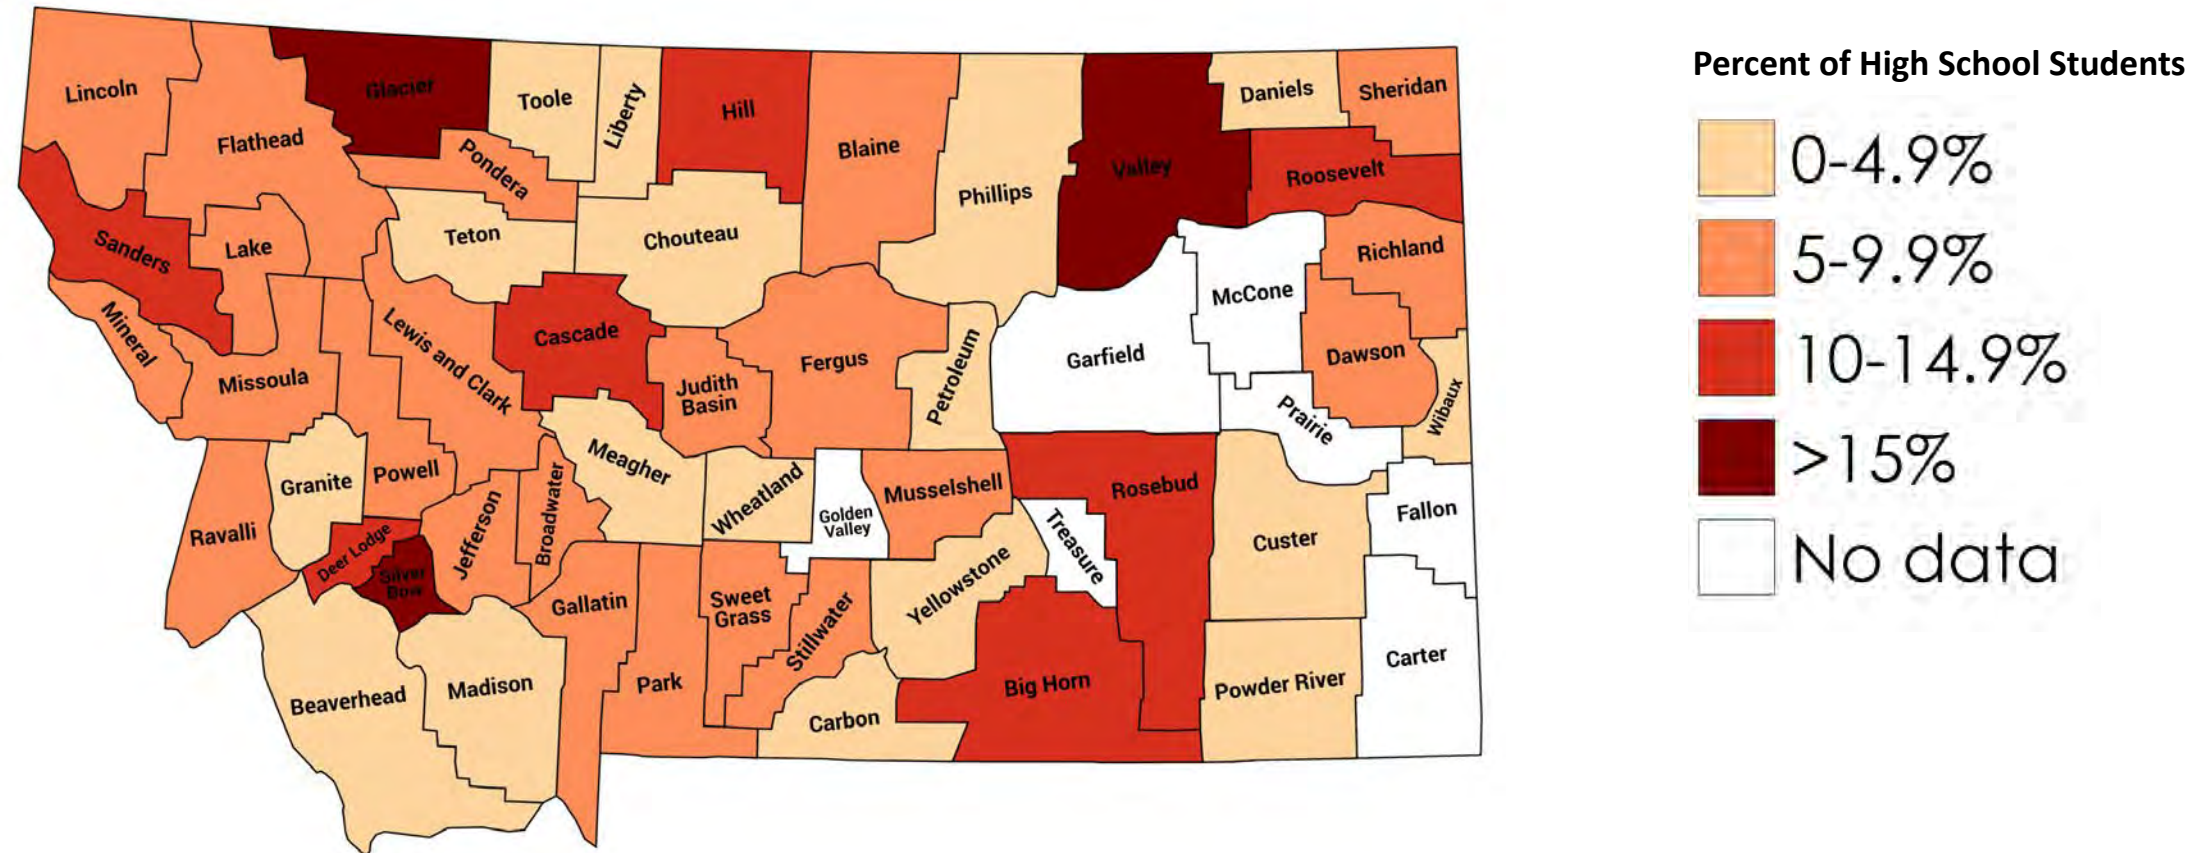 Percent of High School Students
0-4.9%
5-9.9%
10-14.9%
>15%
No data
Lincoln
Flathead
Glacier
Toole
Liberty
Hill
Blaine
Phillips
Valley
Daniels
Sheridan
Roosevelt
Pondera
Teton
Chouteau
Sanders
Lake
Richland
McCone
Mineral
Missoula
Lewis and Clark
Cascade
Judith
Basin
Fergus
Petroleum
Garfield
Dawson
Prairie
Wibaux
Granite
Powell
Meagher
Wheatland
Golden
Valley
Musselshell
Rosebud
Treasure
Custer
Fallon
Ravalli
Deer Lodge
Silver
Bow
Jefferson
Broadwater
Gallatin
Park
Sweet
Grass
Stillwater
Yellowstone
Big Horn
Powder River
Carter
Beaverhead
Madison
Carbon